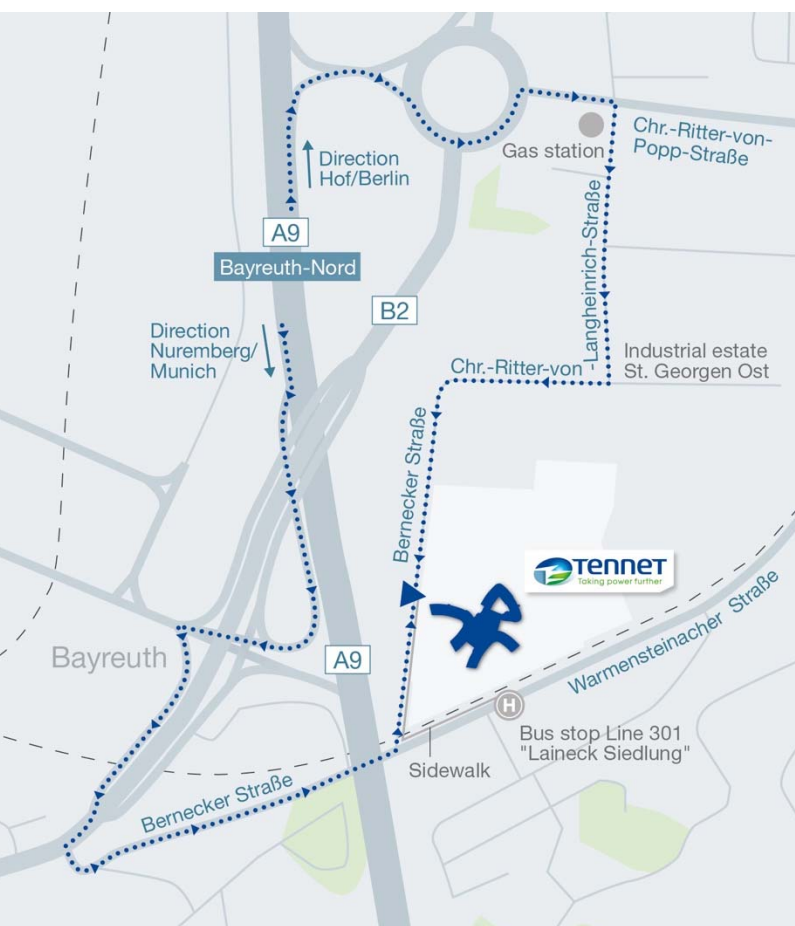 Chr.-Ritter-von-
Popp-Straße
Gas station
Direction
Hof/Berlin
-Langheinrich-Straße
A9
Bayreuth-Nord
B2
Direction
Nuremberg/
Munich
Chr.-Ritter-von
Industrial estate
St. Georgen Ost
Bernecker Straße
TenneT
Taking power further
Warmensteinacher Straße
Bayreuth
A9
H
Bus stop Line 301
"Laineck Siedlung"
Sidewalk
Bernecker Straße